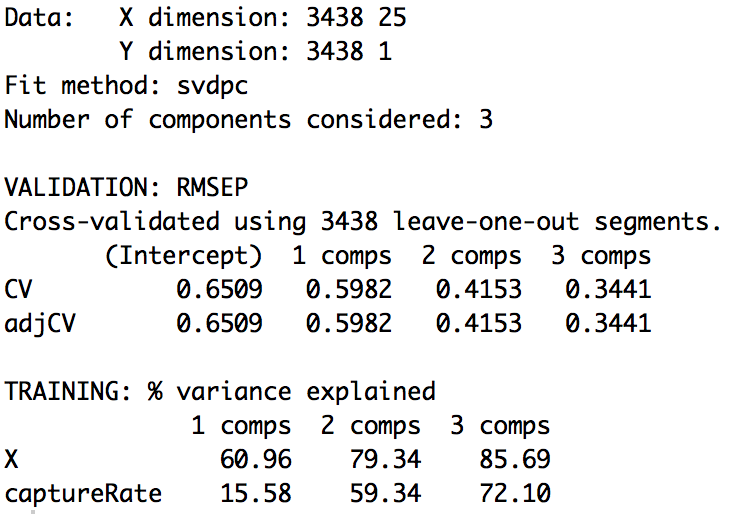 Data:   X dimension: 3438 25
        Y dimension: 3438 1
Fit method: svdpc
Number of components considered: 3

VALIDATION: RMSEP
Cross-validated using 3438 leave-one-out segments.
       (Intercept)  1 comps  2 comps  3 comps
CV          0.6509   0.5982   0.4153   0.3441
adjCV       0.6509   0.5982   0.4153   0.3441

TRAINING: % variance explained
             1 comps  2 comps  3 comps
X              60.96    79.34    85.69
captureRate    15.58    59.34    72.10